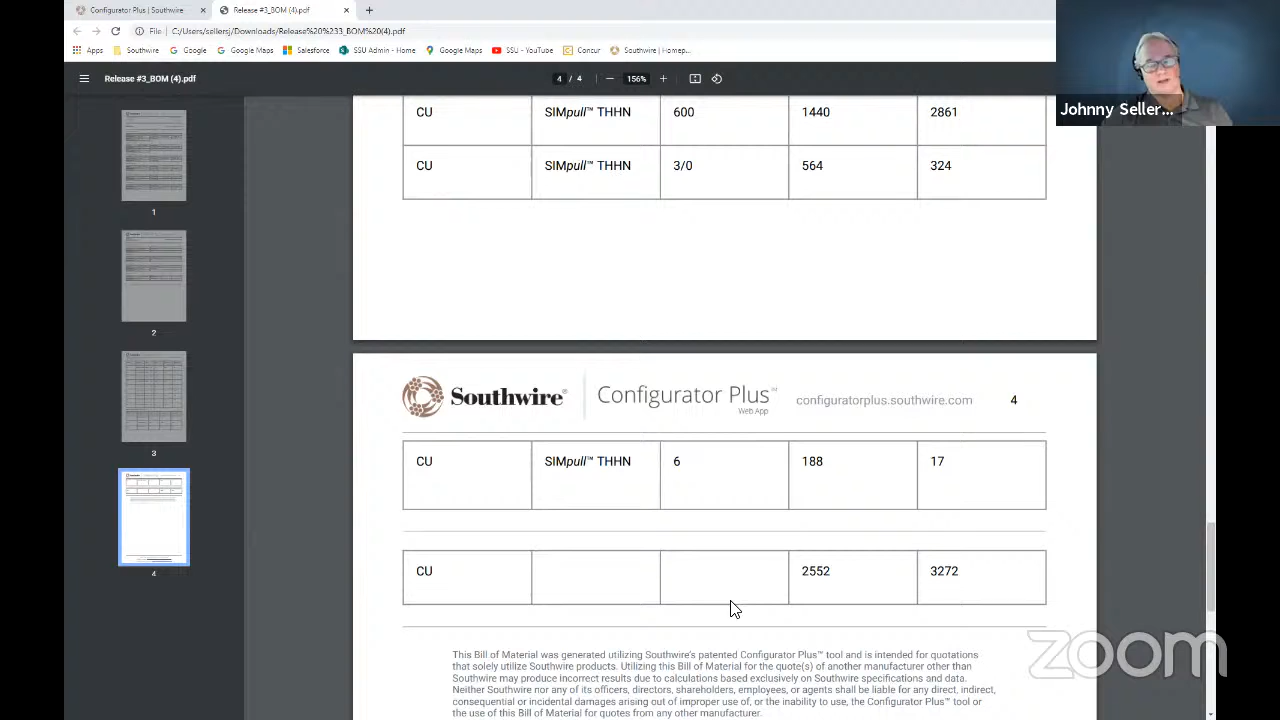 Configurator Plus | Southwire
Release #3_BOM (4).pdf
File C:/Users/sellersj/Downloads/Release%20%233_BOM%20(4).pdf
Apps Southwire Google Google Maps Salesforce SSU Admin - Home Google Maps SSU - YouTube Concur Southwire | Homep...
Release #3_BOM (4).pdf
4 / 4
156%
Johnny Seller...
1
2
3
4
CU SIMpull™ THHN 600 1440 2861
CU SIMpull™ THHN 3/0 564 324
Southwire® Configurator Plus™ configuratorplus.southwire.com 4
Web App
CU SIMpull™ THHN 6 188 17
CU 2552 3272
This Bill of Material was generated utilizing Southwire's patented Configurator Plus™ tool and is intended for quotations
that solely utilize Southwire products. Utilizing this Bill of Material for the quote(s) of another manufacturer other than
Southwire may produce incorrect results due to calculations based exclusively on Southwire specifications and data.
Neither Southwire nor any of its officers, directors, shareholders, employees, or agents shall be liable for any direct, indirect,
consequential or incidental damages arising out of improper use of, or the inability to use, the Configurator Plus™ tool or
the use of this Bill of Material for quotes from any other manufacturer.
zoom